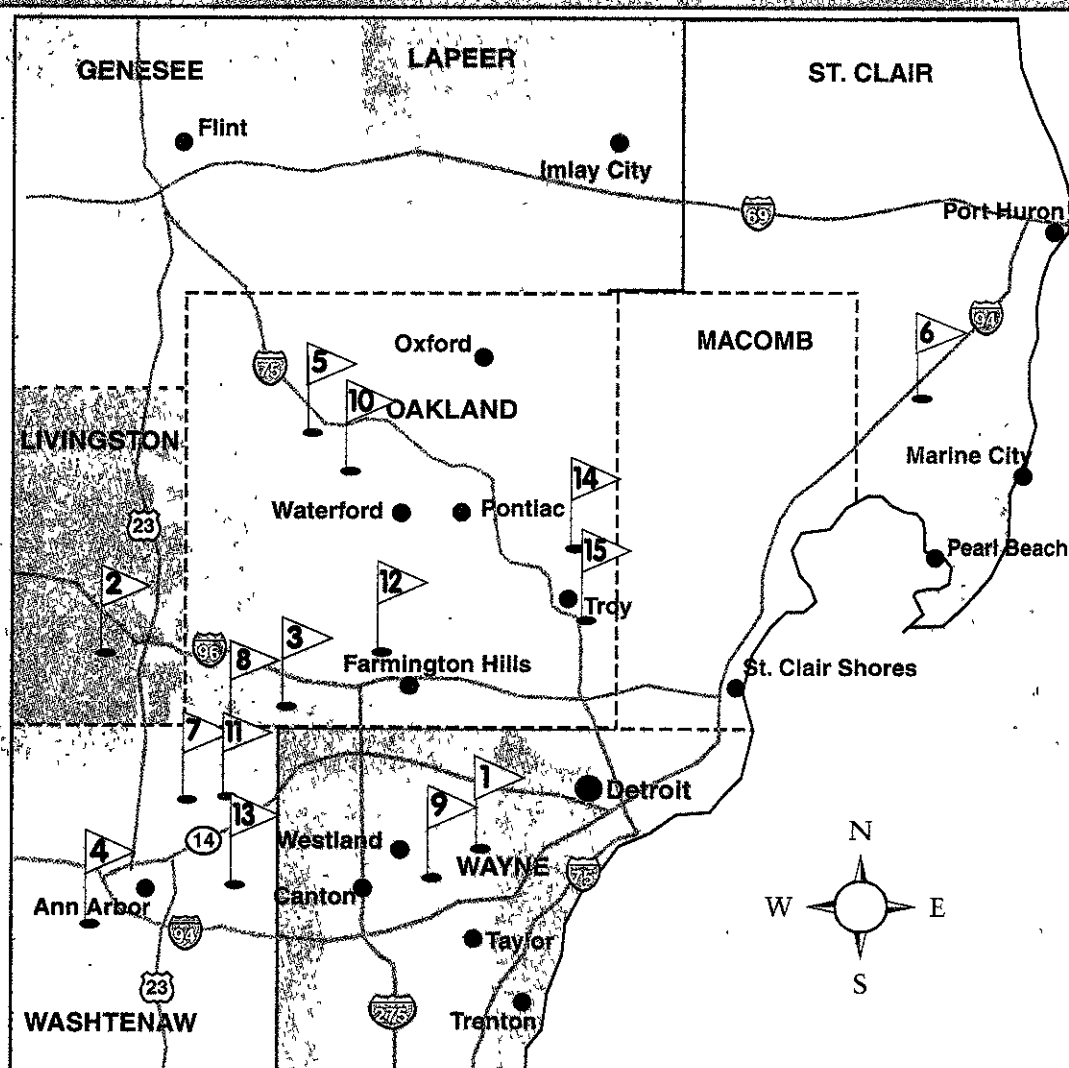 GENESEE
LAPEER
ST. CLAIR
Flint
Imlay City
69
Port Huron
94
6
MACOMB
Oxford
5
75
10
OAKLAND
LIVINGSTON
Marine City
14
Waterford
Pontiac
23
15
Pearl Beach
2
12
Troy
3
96
8
Farmington Hills
St. Clair Shores
7
11
1
Detroit
9
13
14
Westland
4
WAYNE
75
N
Canton
Ann Arbor
W
E
94
Taylor
S
23
Trenton
275
WASHTENAW